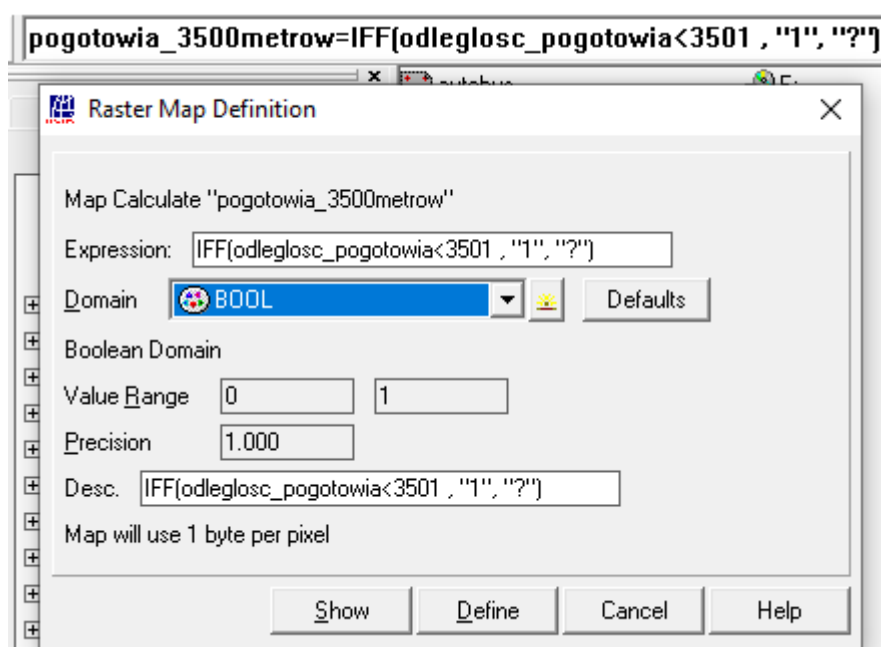 pogotowia_3500metrow=IFF(odleglosc_pogotowia<3501 , "1", "?")
Raster Map Definition
Map Calculate "pogotowia_3500metrow"
Expression: IFF(odleglosc_pogotowia<3501 , "1", "?")
Domain BOOL Defaults
Boolean Domain
Value Range 0 1
Precision 1.000
Desc. IFF(odleglosc_pogotowia<3501 , "1", "?")
Map will use 1 byte per pixel
Show Define Cancel Help